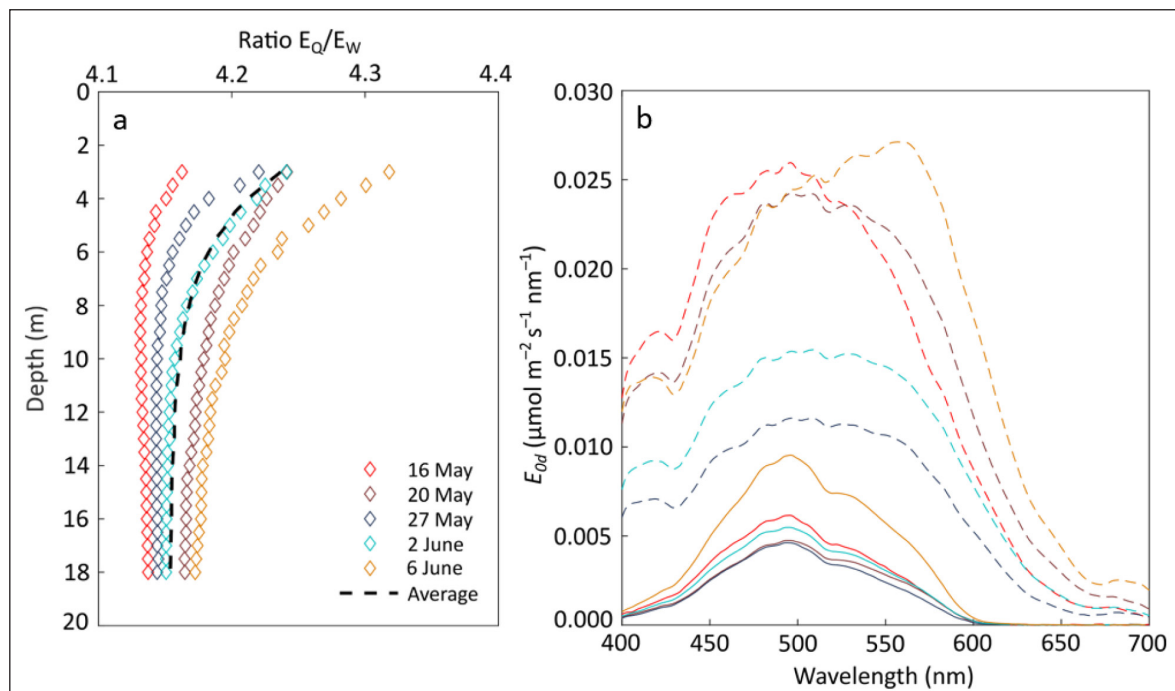 Ratio E_Q/E_W
4.1 4.2 4.3 4.4
a
0
2
4
6
8
10
12
14
16
18
20
Depth (m)
16 May
20 May
27 May
2 June
6 June
Average
b
0.030
0.025
0.020
0.015
0.010
0.005
0.000
E_0d (μmol m⁻² s⁻¹ nm⁻¹)
400 450 500 550 600 650 700
Wavelength (nm)